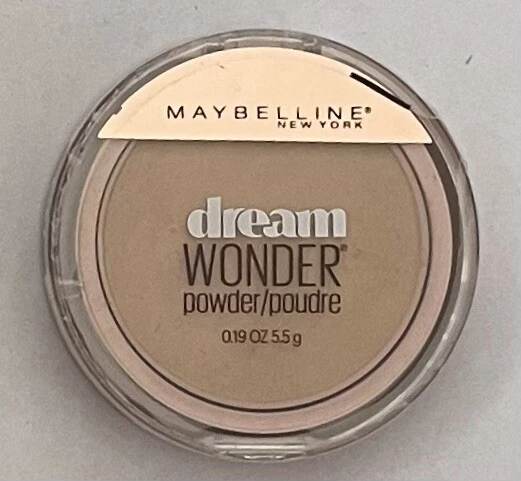 MAYBELLINE®
NEW YORK
dream
WONDER®
powder/poudre
0.19 OZ 5.5 g